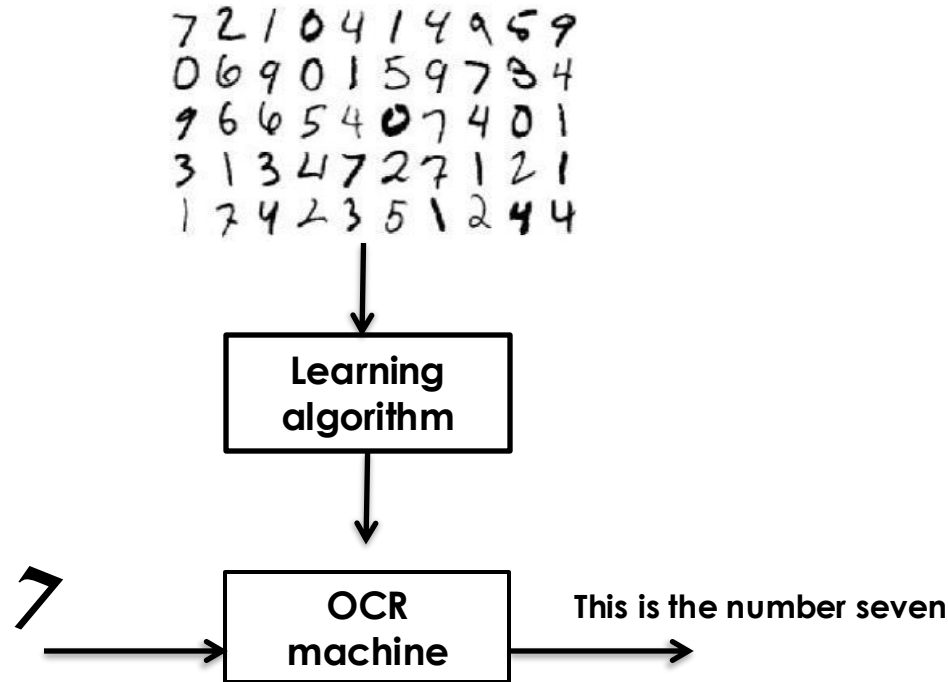 7 2 1 0 4 1 4 9 5 9
0 6 9 0 1 5 9 7 3 4
9 6 6 5 4 0 7 4 0 1
3 1 3 4 7 2 7 1 2 1
1 7 4 2 3 5 1 2 4 4
Learning
algorithm
7
OCR
machine
This is the number seven